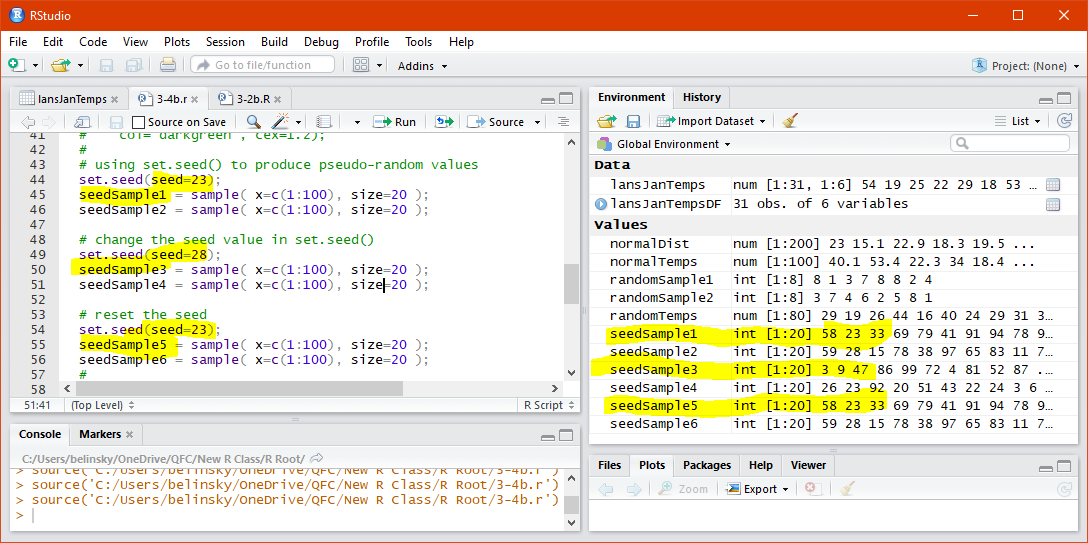 RStudio
File Edit Code View Plots Session Build Debug Profile Tools Help
Go to file/function Addins Project: (None)
lansJanTemps 3-4b.r 3-2b.R
Source on Save Run Source
41 # col= darkgreen , cex=1.2);
42 #
43 # using set.seed() to produce pseudo-random values
44 set.seed(seed=23);
45 seedSample1 = sample( x=c(1:100), size=20 );
46 seedSample2 = sample( x=c(1:100), size=20 );
47
48 # change the seed value in set.seed()
49 set.seed(seed=28);
50 seedSample3 = sample( x=c(1:100), size=20 );
51 seedSample4 = sample( x=c(1:100), size=20 );
52
53 # reset the seed
54 set.seed(seed=23);
55 seedSample5 = sample( x=c(1:100), size=20 );
56 seedSample6 = sample( x=c(1:100), size=20 );
57 #
58
51:41 (Top Level) R Script
Console Markers
C:/Users/belinsky/OneDrive/QFC/New R Class/R Root/
> source('C:/Users/belinsky/OneDrive/QFC/New R Class/R Root/3-4b.r')
> source('C:/Users/belinsky/OneDrive/QFC/New R Class/R Root/3-4b.r')
> source('C:/Users/belinsky/OneDrive/QFC/New R Class/R Root/3-4b.r')
>
Environment History
Import Dataset List
Global Environment
Data
lansJanTemps num [1:31, 1:6] 54 19 25 22 29 18 53 …
lansJanTempsDF 31 obs. of 6 variables
Values
normalDist num [1:200] 23 15.1 22.9 18.3 19.5 ...
normalTemps num [1:100] 40.1 53.4 22.3 34 18.4 ...
randomSample1 int [1:8] 8 1 3 7 8 8 2 4
randomSample2 int [1:8] 3 7 4 6 2 5 8 1
randomTemps int [1:80] 29 19 26 44 16 40 24 29 31 3…
seedSample1 int [1:20] 58 23 33 69 79 41 91 94 78 9…
seedSample2 int [1:20] 59 28 15 78 38 97 65 83 11 7…
seedSample3 int [1:20] 3 9 47 86 99 72 4 81 52 87 .…
seedSample4 int [1:20] 26 23 92 20 51 43 22 24 3 6 …
seedSample5 int [1:20] 58 23 33 69 79 41 91 94 78 9…
seedSample6 int [1:20] 59 28 15 78 38 97 65 83 11 7…
Files Plots Packages Help Viewer
Zoom Export